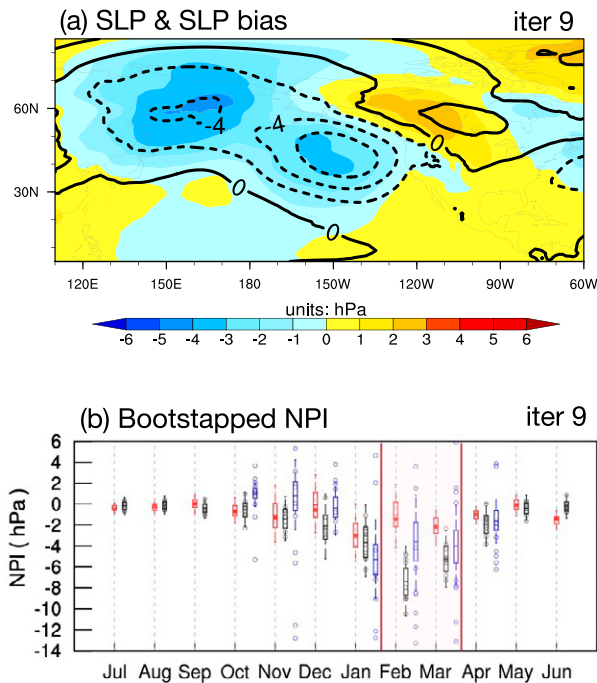 (a) SLP & SLP bias iter 9
60N
30N
-4
-4
0
0
0
0
120E 150E 180E 150W 120W 90W 60W
units: hPa
-6 -5 -4 -3 -2 -1 0 1 2 3 4 5 6
(b) Bootstapped NPI iter 9
NPI ( hPa)
6
4
2
0
-2
-4
-6
-8
-10
-12
-14
Jul Aug Sep Oct Nov Dec Jan Feb Mar Apr May Jun